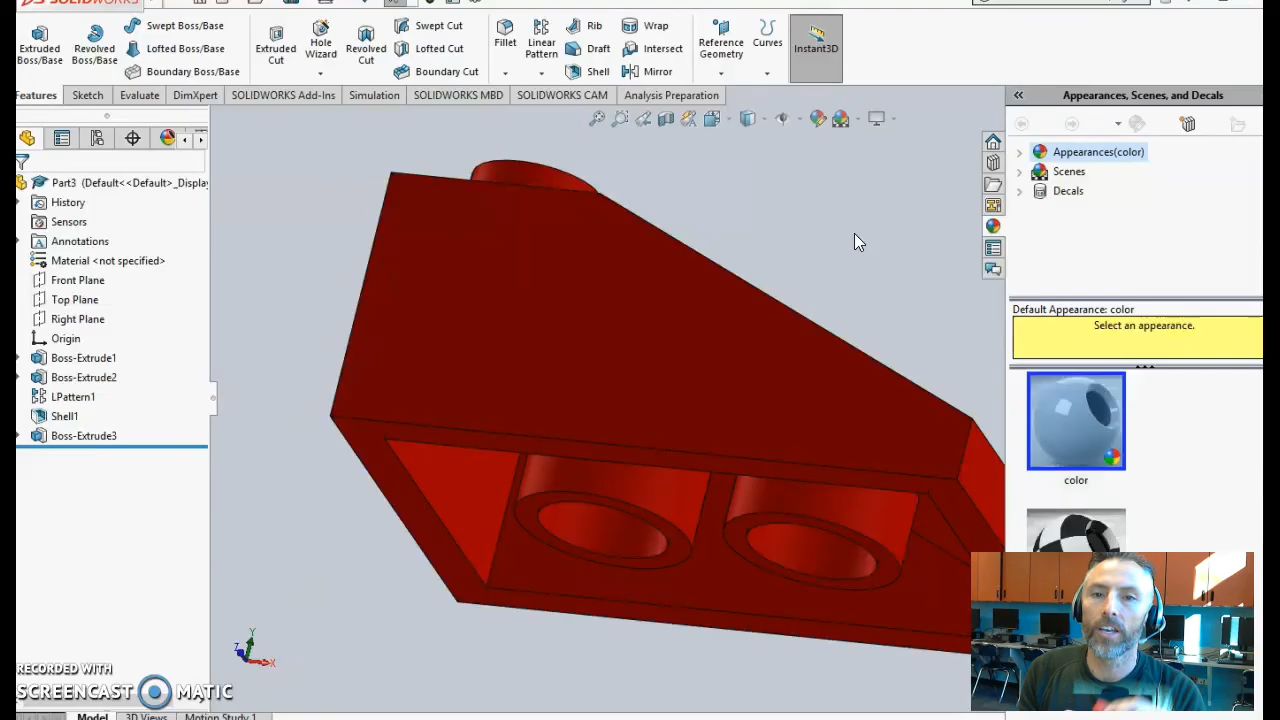 SOLIDWORKS
Extruded Boss/Base
Revolved Boss/Base
Swept Boss/Base
Lofted Boss/Base
Boundary Boss/Base
Extruded Cut
Hole Wizard
Revolved Cut
Swept Cut
Lofted Cut
Boundary Cut
Fillet
Linear Pattern
Rib
Draft
Shell
Wrap
Intersect
Mirror
Reference Geometry
Curves
Instant3D
Features Sketch Evaluate DimXpert SOLIDWORKS Add-Ins Simulation SOLIDWORKS MBD SOLIDWORKS CAM Analysis Preparation
Appearances, Scenes, and Decals
Appearances(color)
Scenes
Decals
Part3 (Default<<Default>_Display
History
Sensors
Annotations
Material <not specified>
Front Plane
Top Plane
Right Plane
Origin
Boss-Extrude1
Boss-Extrude2
LPattern1
Shell1
Boss-Extrude3
Default Appearance: color
Select an appearance.
color
Y
Z
X
RECORDED WITH
SCREENCAST MATIC
Model 3D Views Motion Study 1